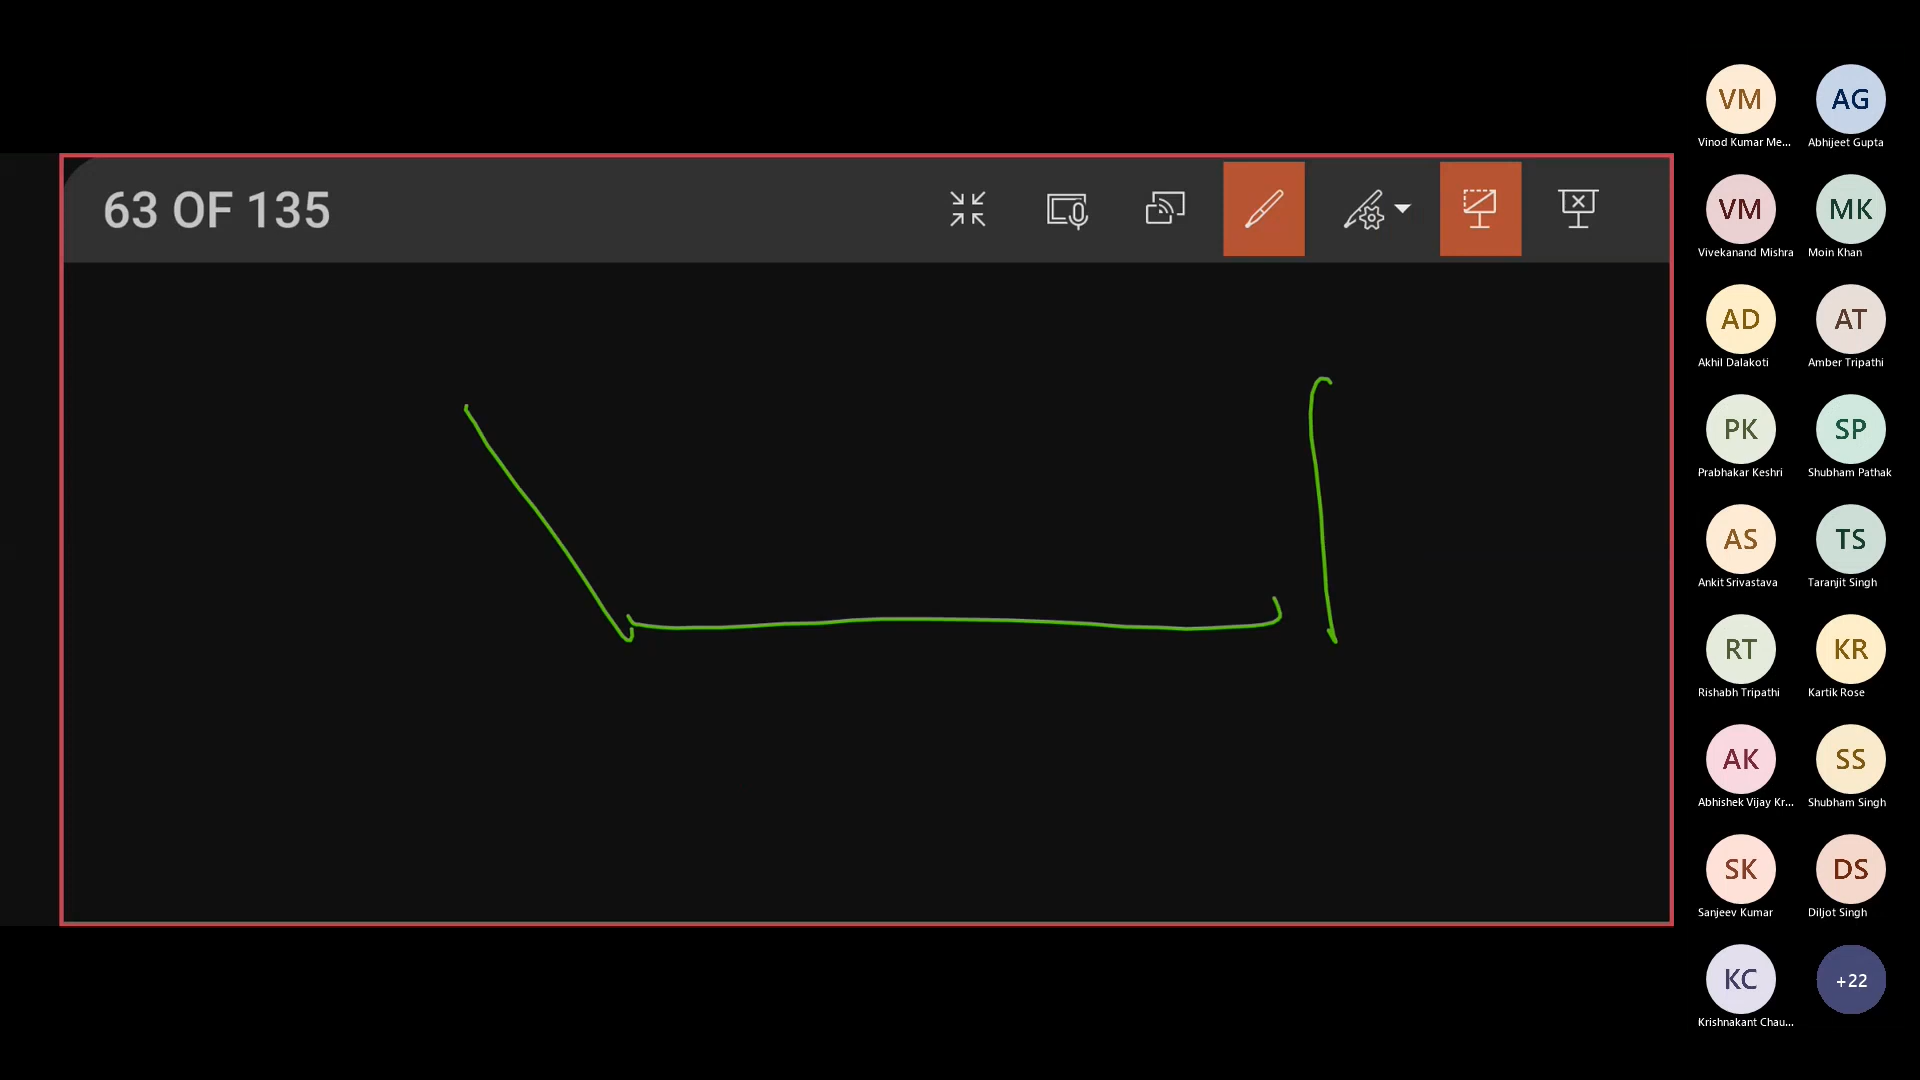 63 OF 135
VM
Vinod Kumar Me...
AG
Abhijeet Gupta
VM
Vivekanand Mishra
MK
Moin Khan
AD
Akhil Dalakoti
AT
Amber Tripathi
PK
Prabhakar Keshri
SP
Shubham Pathak
AS
Ankit Srivastava
TS
Taranjit Singh
RT
Rishabh Tripathi
KR
Kartik Rose
AK
Abhishek Vijay Kr...
SS
Shubham Singh
SK
Sanjeev Kumar
DS
Diljot Singh
KC
Krishnakant Chau...
+22